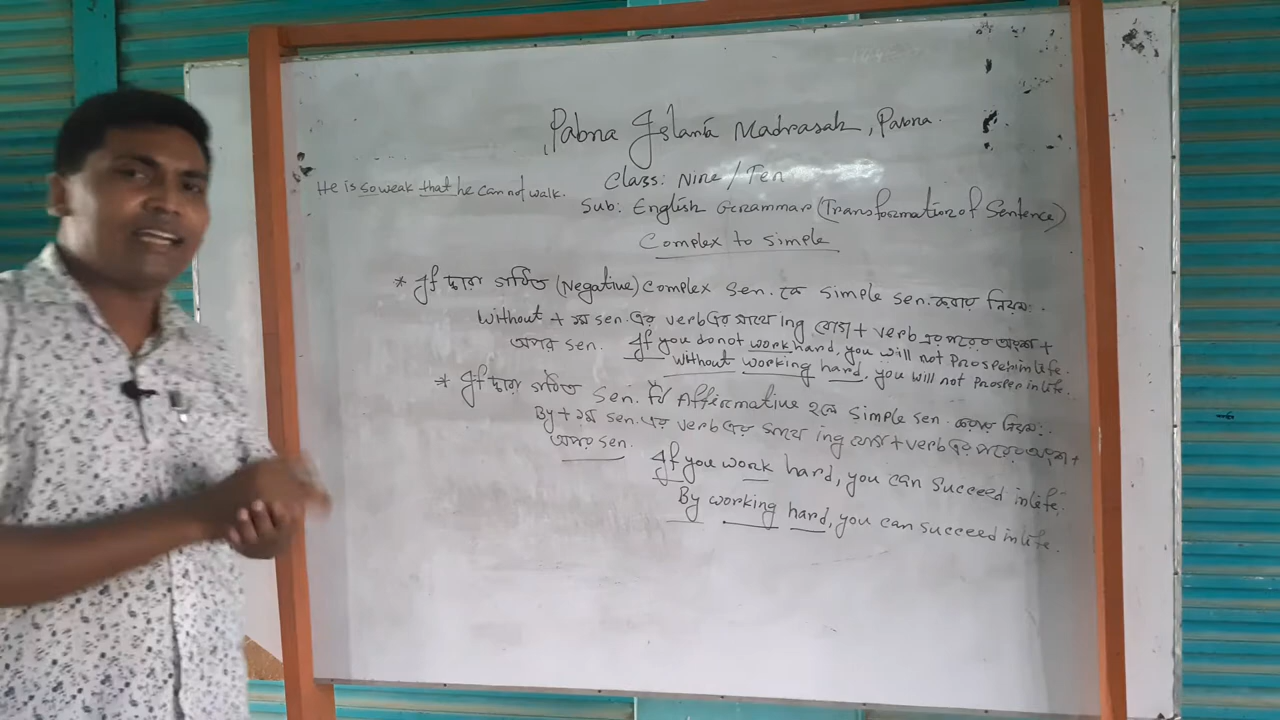 Pabna Islamia Madrasah, Pabna.
Class: Nine/Ten
He is so weak that he can not walk.
Sub: English Grammar (Transformation of Sentence)
Complex to Simple
* If দ্বারা গঠিত (Negative) Complex Sen. কে Simple Sen. করার নিয়ম:
Without + ১ম sen. এর verb এর সাথে ing যোগ + verb এর পরের অংশ +
অপর sen. If you do not work hard, you will not Prosper in life.
Without working hard, you will not Prosper in life.
* If দ্বারা গঠিত Sen. টি Affirmative হলে Simple Sen. করার নিয়ম:
By + ১ম sen. এর verb এর সাথে ing যোগ + verb এর পরের অংশ +
অপর sen.
If you work hard, you can Succeed in life.
By working hard, you can succeed in life.